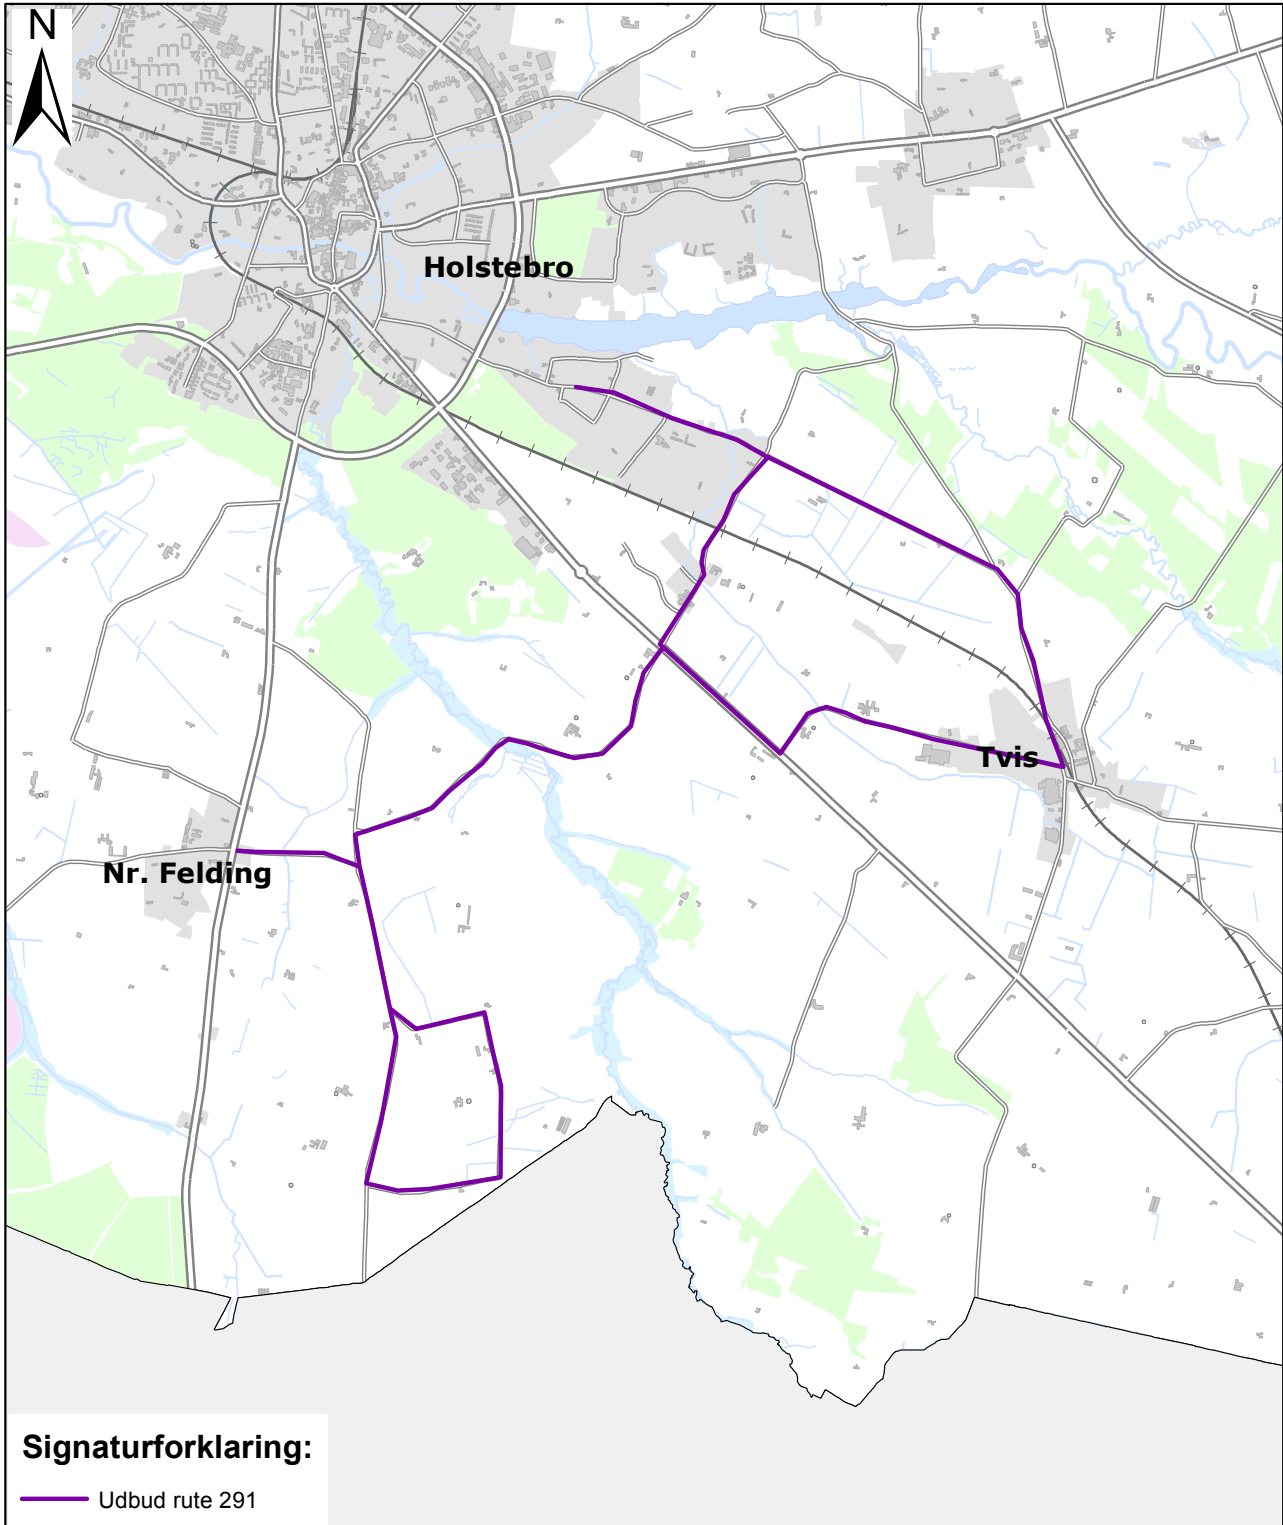 N
Holstebro
Tvis
Nr. Felding
Signaturforklaring:
Udbud rute 291